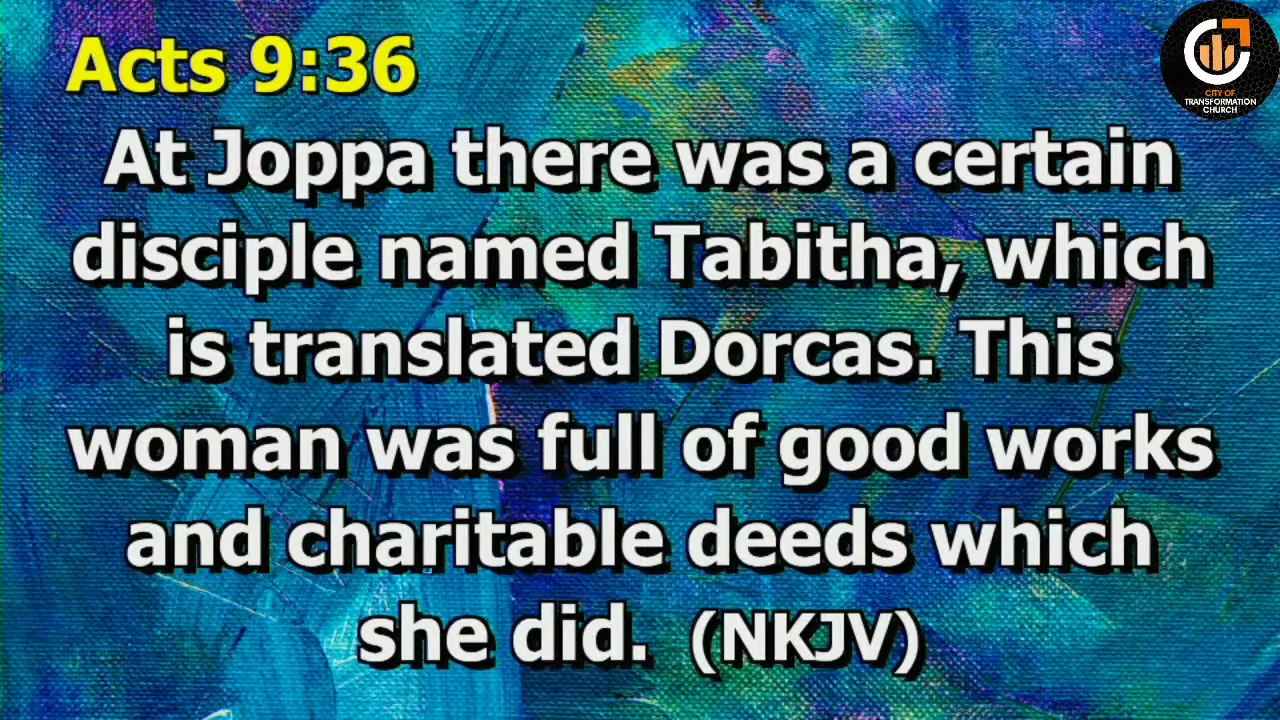 Acts 9:36
CITY OF
TRANSFORMATION
CHURCH
At Joppa there was a certain
disciple named Tabitha, which
is translated Dorcas. This
woman was full of good works
and charitable deeds which
she did. (NKJV)